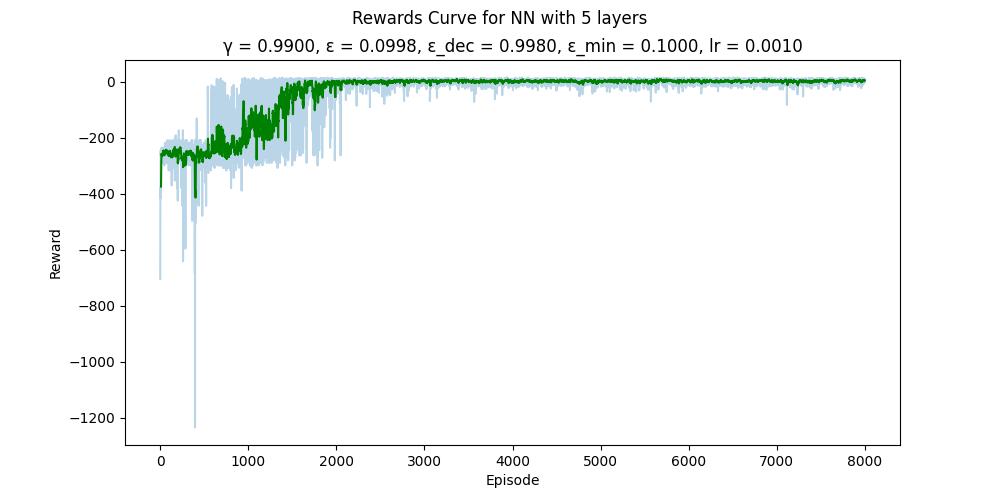 Rewards Curve for NN with 5 layers
γ = 0.9900, ε = 0.0998, ε_dec = 0.9980, ε_min = 0.1000, lr = 0.0010
0
−200
−400
−600
−800
−1000
−1200
Reward
0 1000 2000 3000 4000 5000 6000 7000 8000
Episode